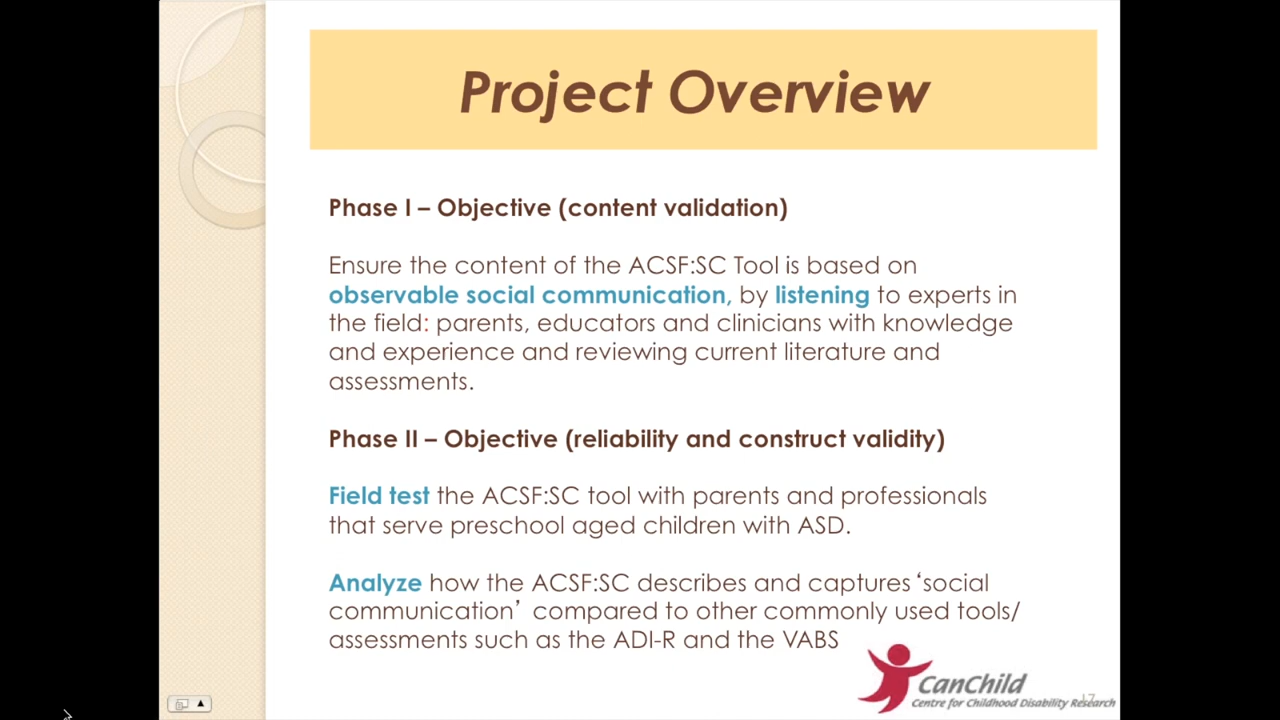 Project Overview
Phase I – Objective (content validation)
Ensure the content of the ACSF:SC Tool is based on
observable social communication, by listening to experts in
the field: parents, educators and clinicians with knowledge
and experience and reviewing current literature and
assessments.
Phase II – Objective (reliability and construct validity)
Field test the ACSF:SC tool with parents and professionals
that serve preschool aged children with ASD.
Analyze how the ACSF:SC describes and captures ‘social
communication’ compared to other commonly used tools/
assessments such as the ADI-R and the VABS
CanChild
Centre for Childhood Disability Research
17